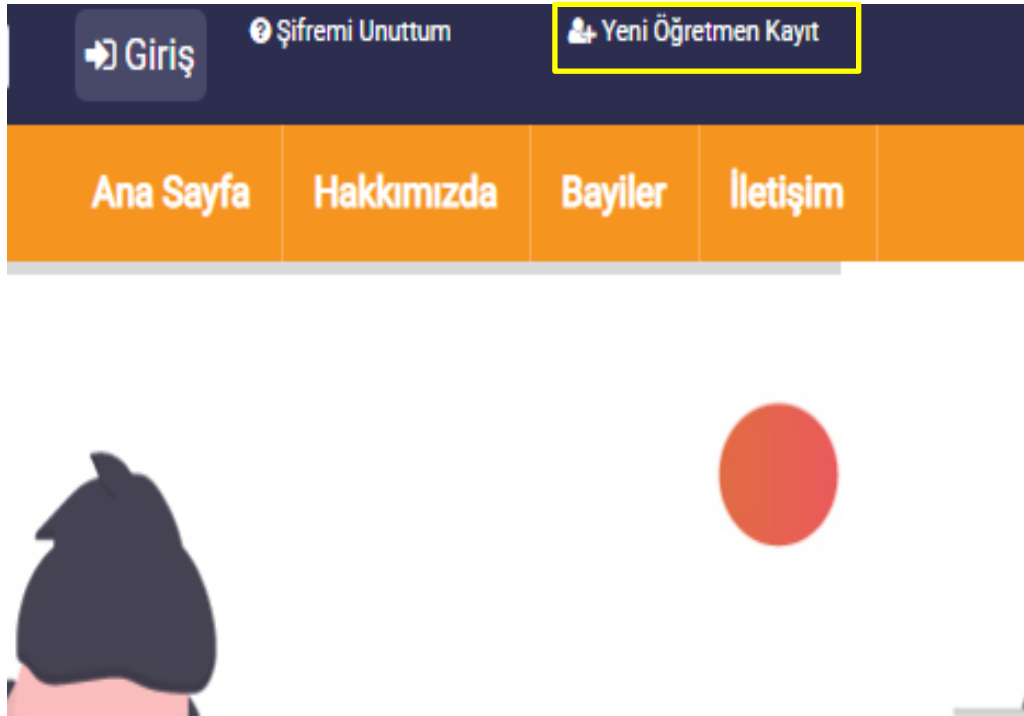 Giriş
Şifremi Unuttum
Yeni Öğretmen Kayıt
Ana Sayfa
Hakkımızda
Bayiler
İletişim